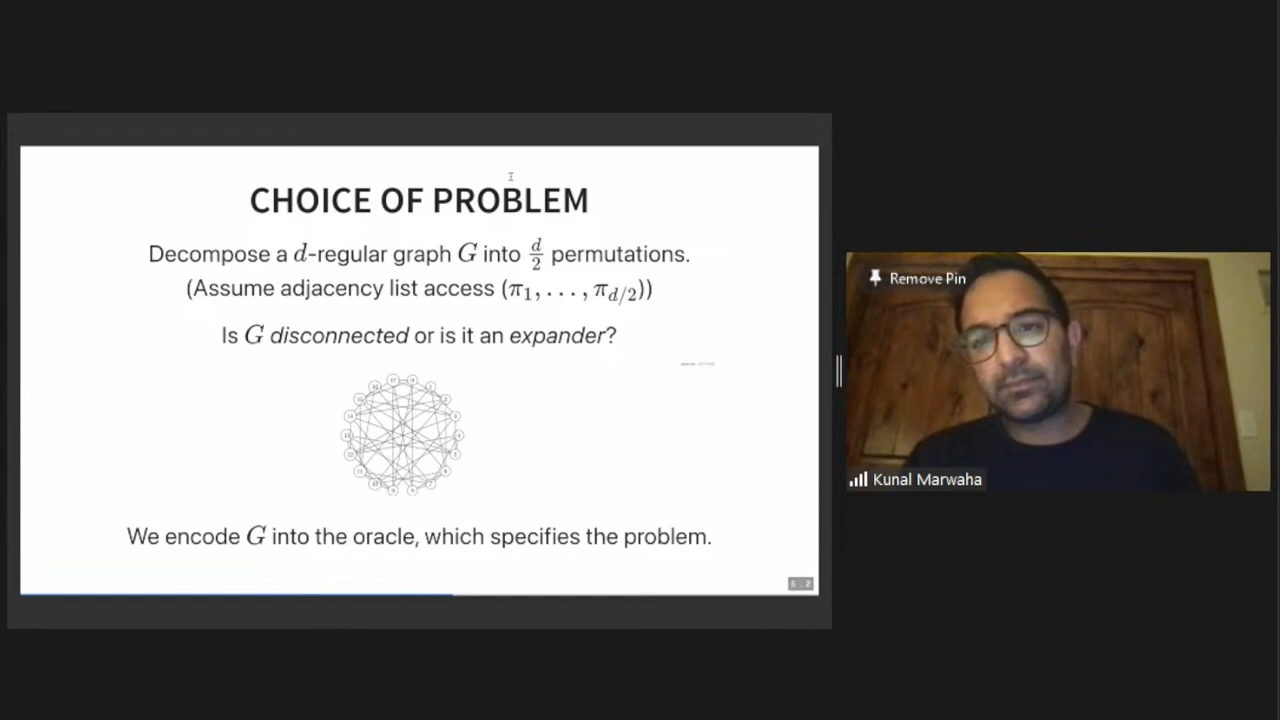 CHOICE OF PROBLEM
Decompose a d-regular graph G into d/2 permutations.
(Assume adjacency list access (π₁, . . . , π_{d/2}))
Is G disconnected or is it an expander?
We encode G into the oracle, which specifies the problem.
Remove Pin
Kunal Marwaha